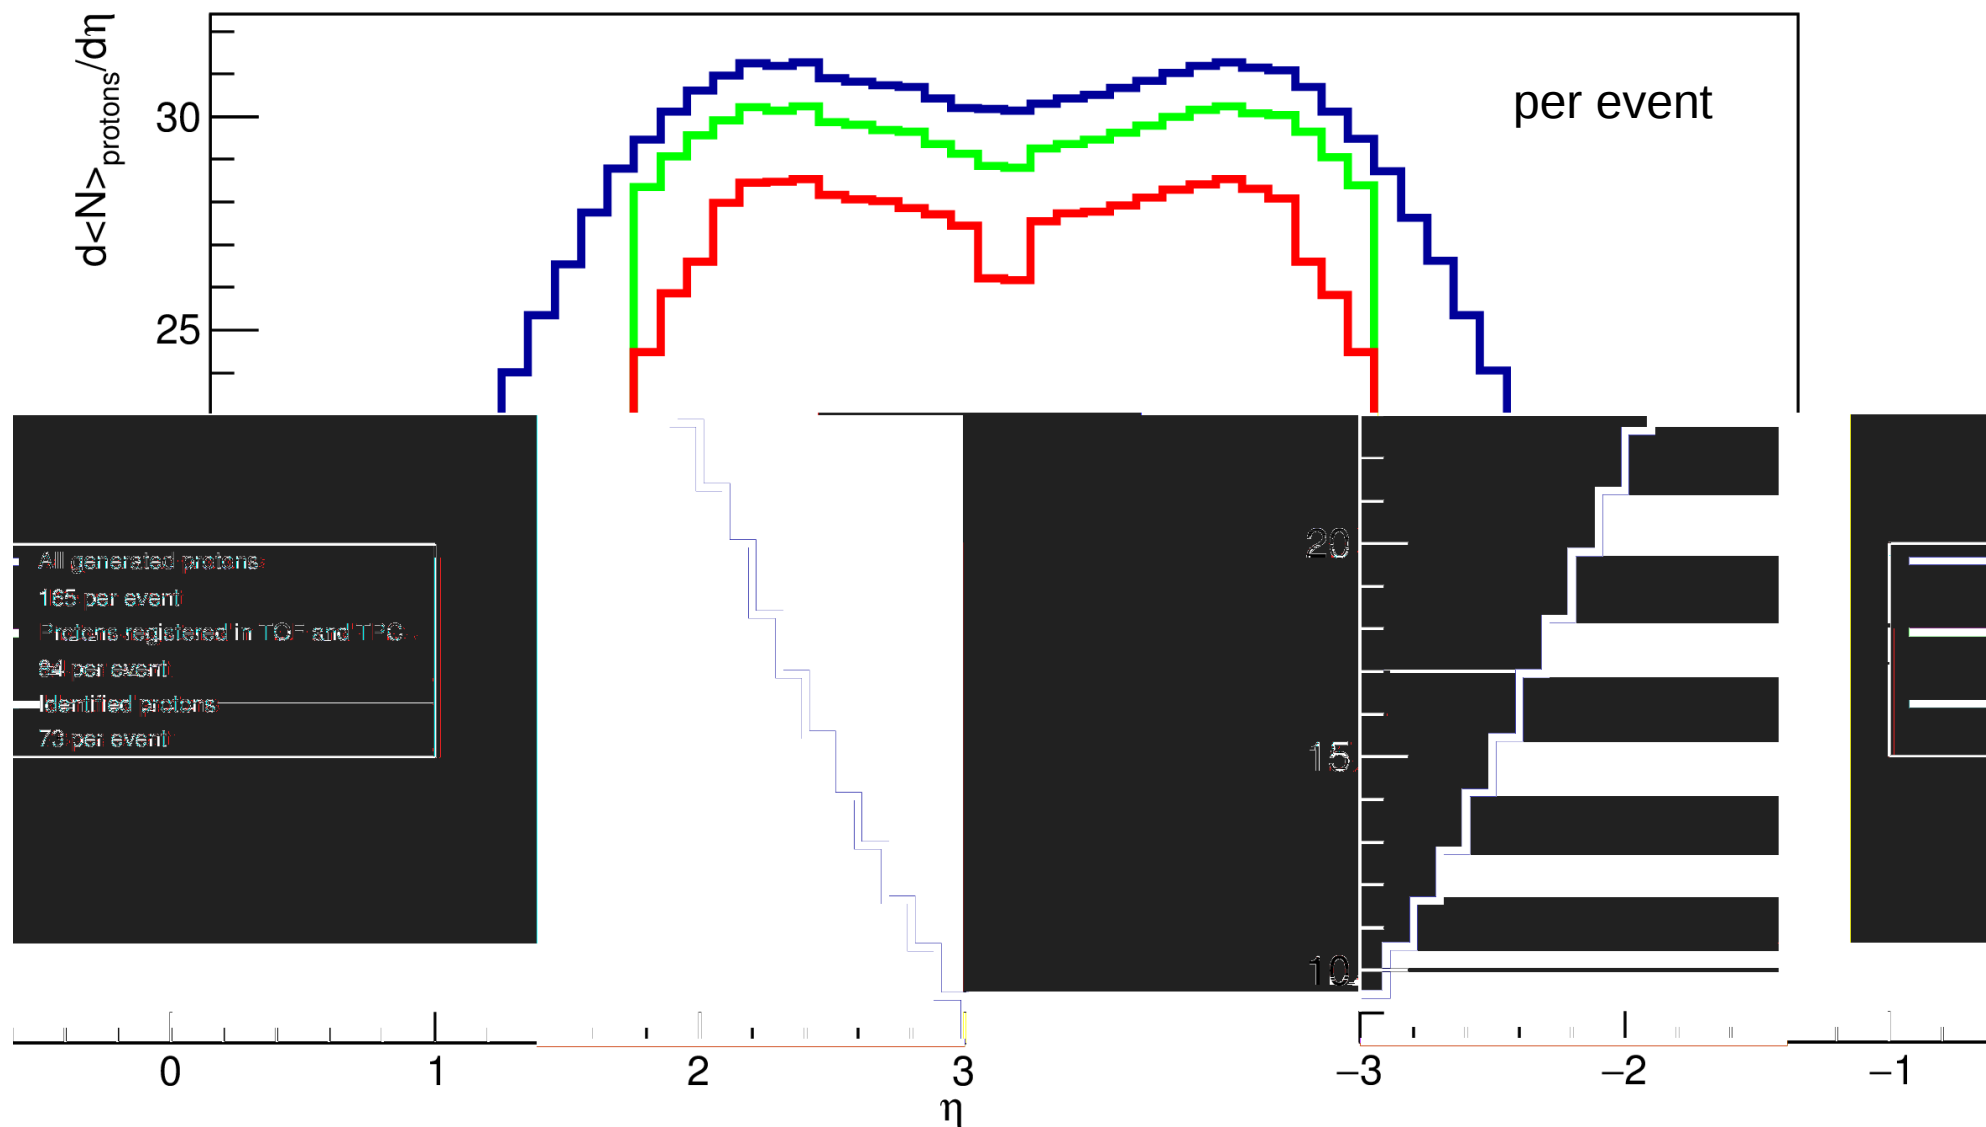 d<N>protons/dη
per event
30
25
20
15
10
All generated protons
165 per event
Protons registered in TOF and TPC
84 per event
Identified protons
73 per event
0 1 2 3 −3 −2 −1
η